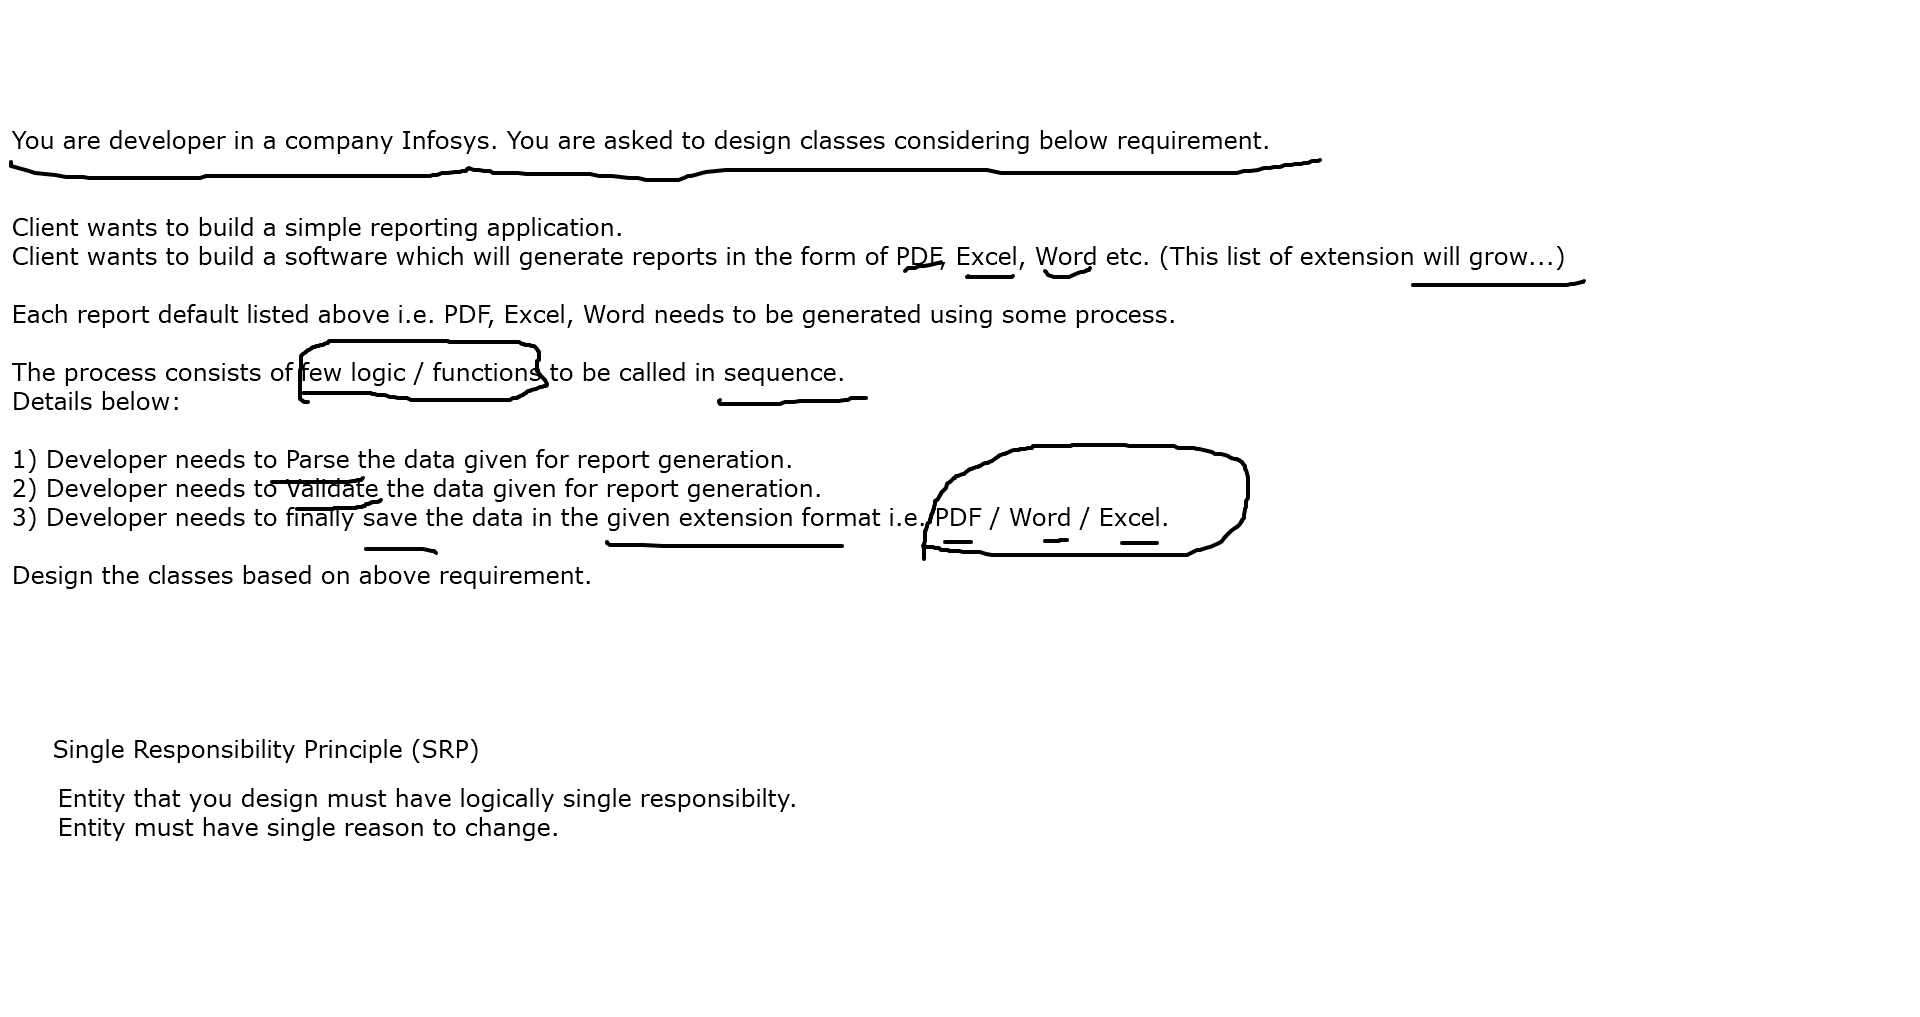 You are developer in a company Infosys. You are asked to design classes considering below requirement.
Client wants to build a simple reporting application.
Client wants to build a software which will generate reports in the form of PDF, Excel, Word etc. (This list of extension will grow...)
Each report default listed above i.e. PDF, Excel, Word needs to be generated using some process.
The process consists of few logic / functions to be called in sequence.
Details below:
1) Developer needs to Parse the data given for report generation.
2) Developer needs to Validate the data given for report generation.
3) Developer needs to finally save the data in the given extension format i.e. PDF / Word / Excel.
Design the classes based on above requirement.
Single Responsibility Principle (SRP)
Entity that you design must have logically single responsibilty.
Entity must have single reason to change.